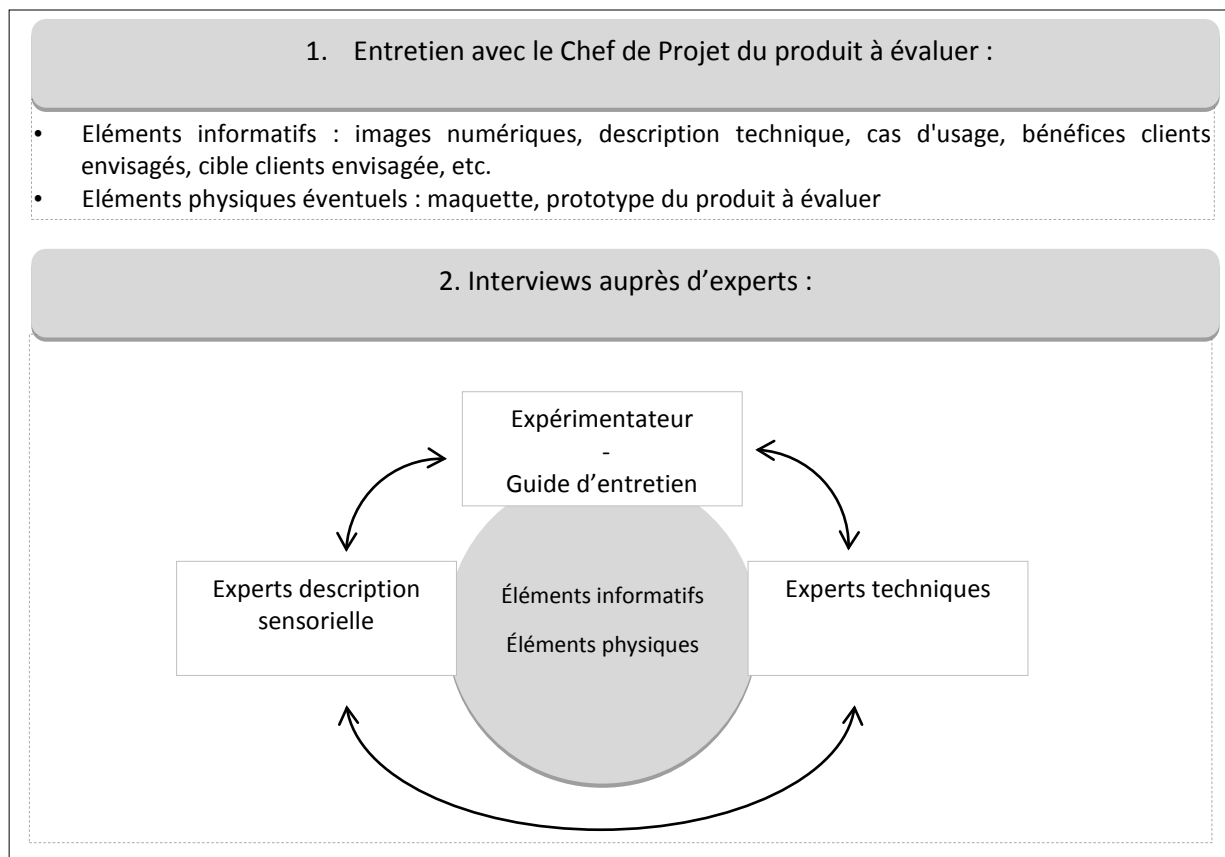 1. Entretien avec le Chef de Projet du produit à évaluer :
• Eléments informatifs : images numériques, description technique, cas d'usage, bénéfices clients
envisagés, cible clients envisagée, etc.
• Eléments physiques éventuels : maquette, prototype du produit à évaluer
2. Interviews auprès d’experts :
Expérimentateur
-
Guide d’entretien
Experts description
sensorielle
Éléments informatifs
Éléments physiques
Experts techniques